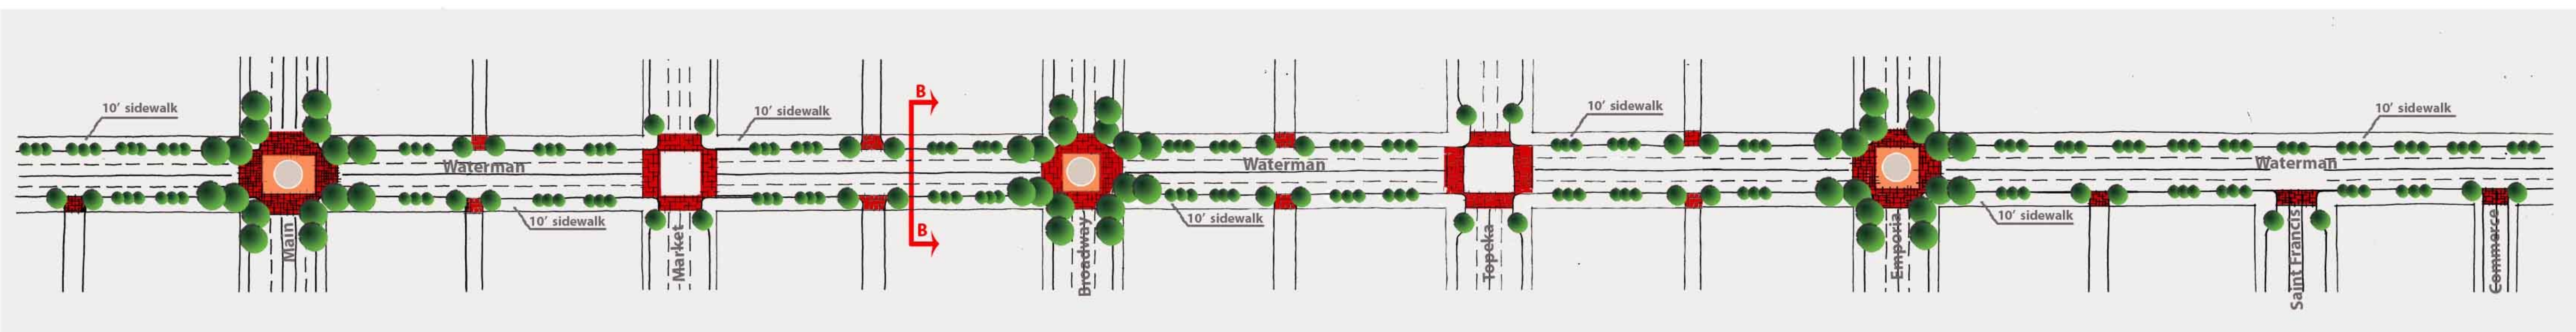 10’ sidewalk
10’ sidewalk
10’ sidewalk
10’ sidewalk
B
Waterman
Waterman
Waterman
10’ sidewalk
10’ sidewalk
10’ sidewalk
B
Main
Market
Broadway
Topeka
Emporia
Saint Francis
Commerce